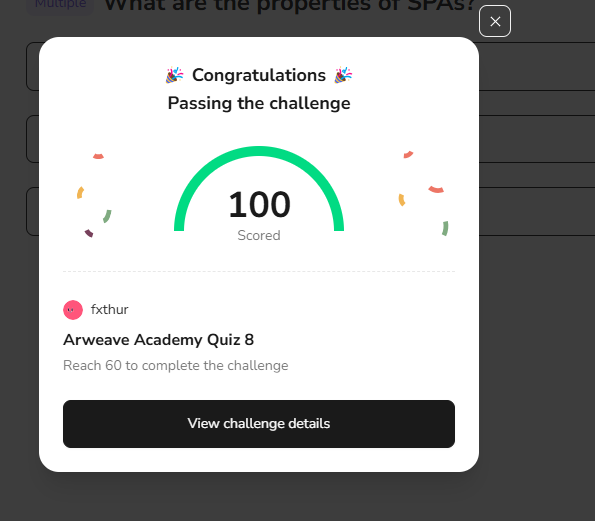 Multiple What are the properties of SPAs?
Congratulations
Passing the challenge
100
Scored
fxthur
Arweave Academy Quiz 8
Reach 60 to complete the challenge
View challenge details